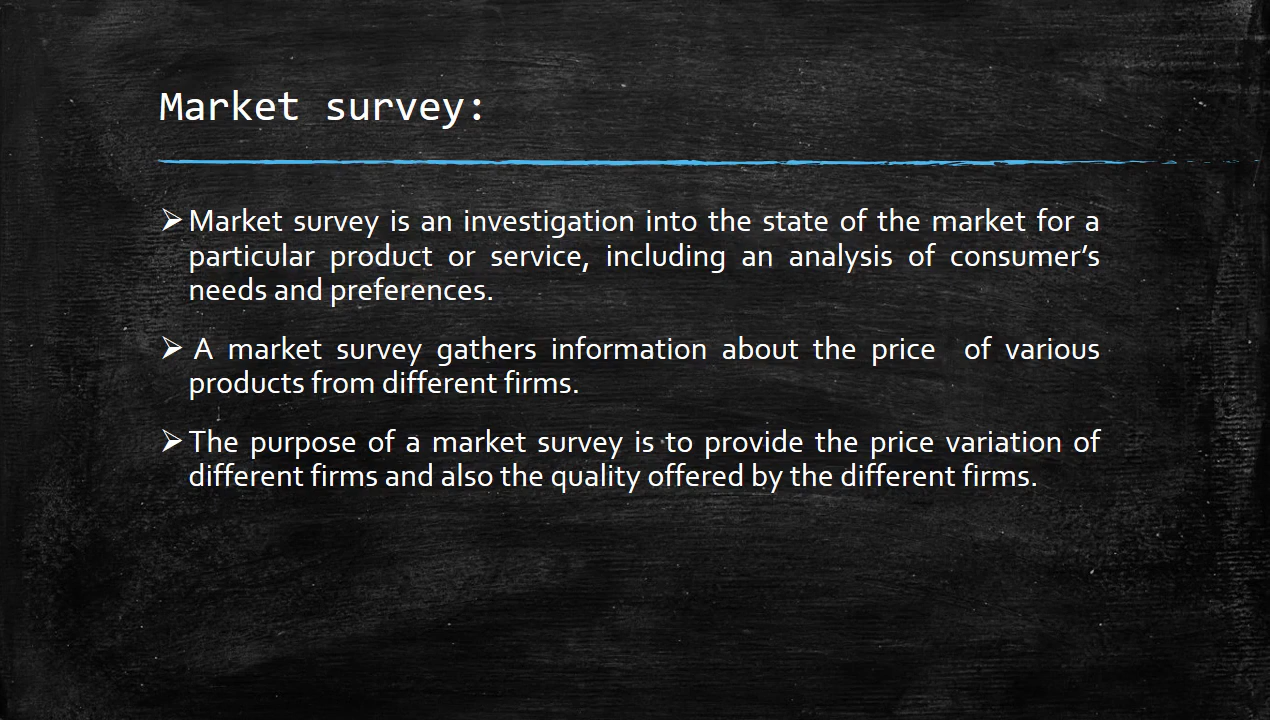 Market survey:
➢ Market survey is an investigation into the state of the market for a
particular product or service, including an analysis of consumer’s
needs and preferences.
➢ A market survey gathers information about the price of various
products from different firms.
➢ The purpose of a market survey is to provide the price variation of
different firms and also the quality offered by the different firms.